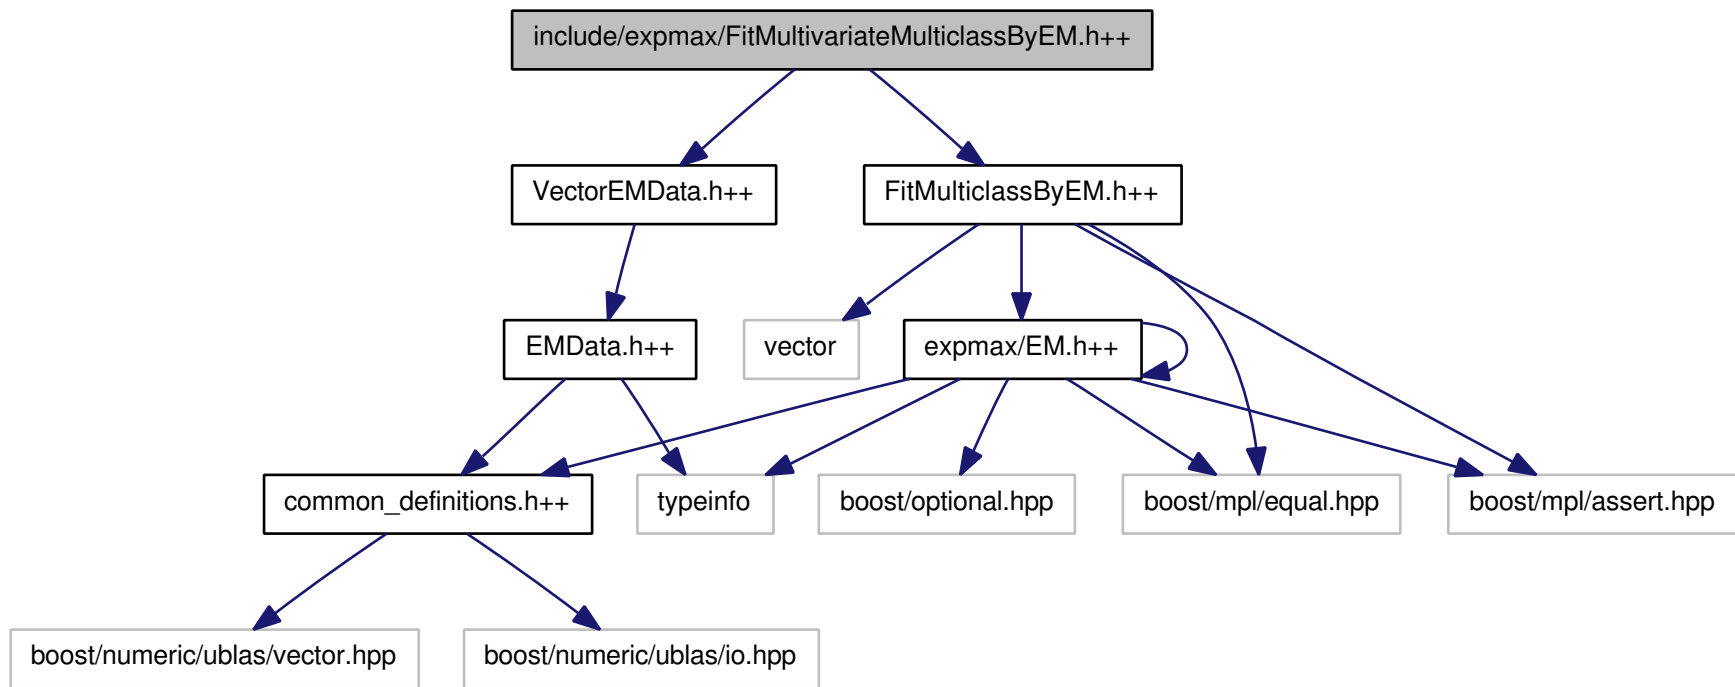 include/expmax/FitMultivariateMulticlassByEM.h++
VectorEMData.h++
FitMulticlassByEM.h++
EMData.h++
vector
expmax/EM.h++
common_definitions.h++
typeinfo
boost/optional.hpp
boost/mpl/equal.hpp
boost/mpl/assert.hpp
boost/numeric/ublas/vector.hpp
boost/numeric/ublas/io.hpp